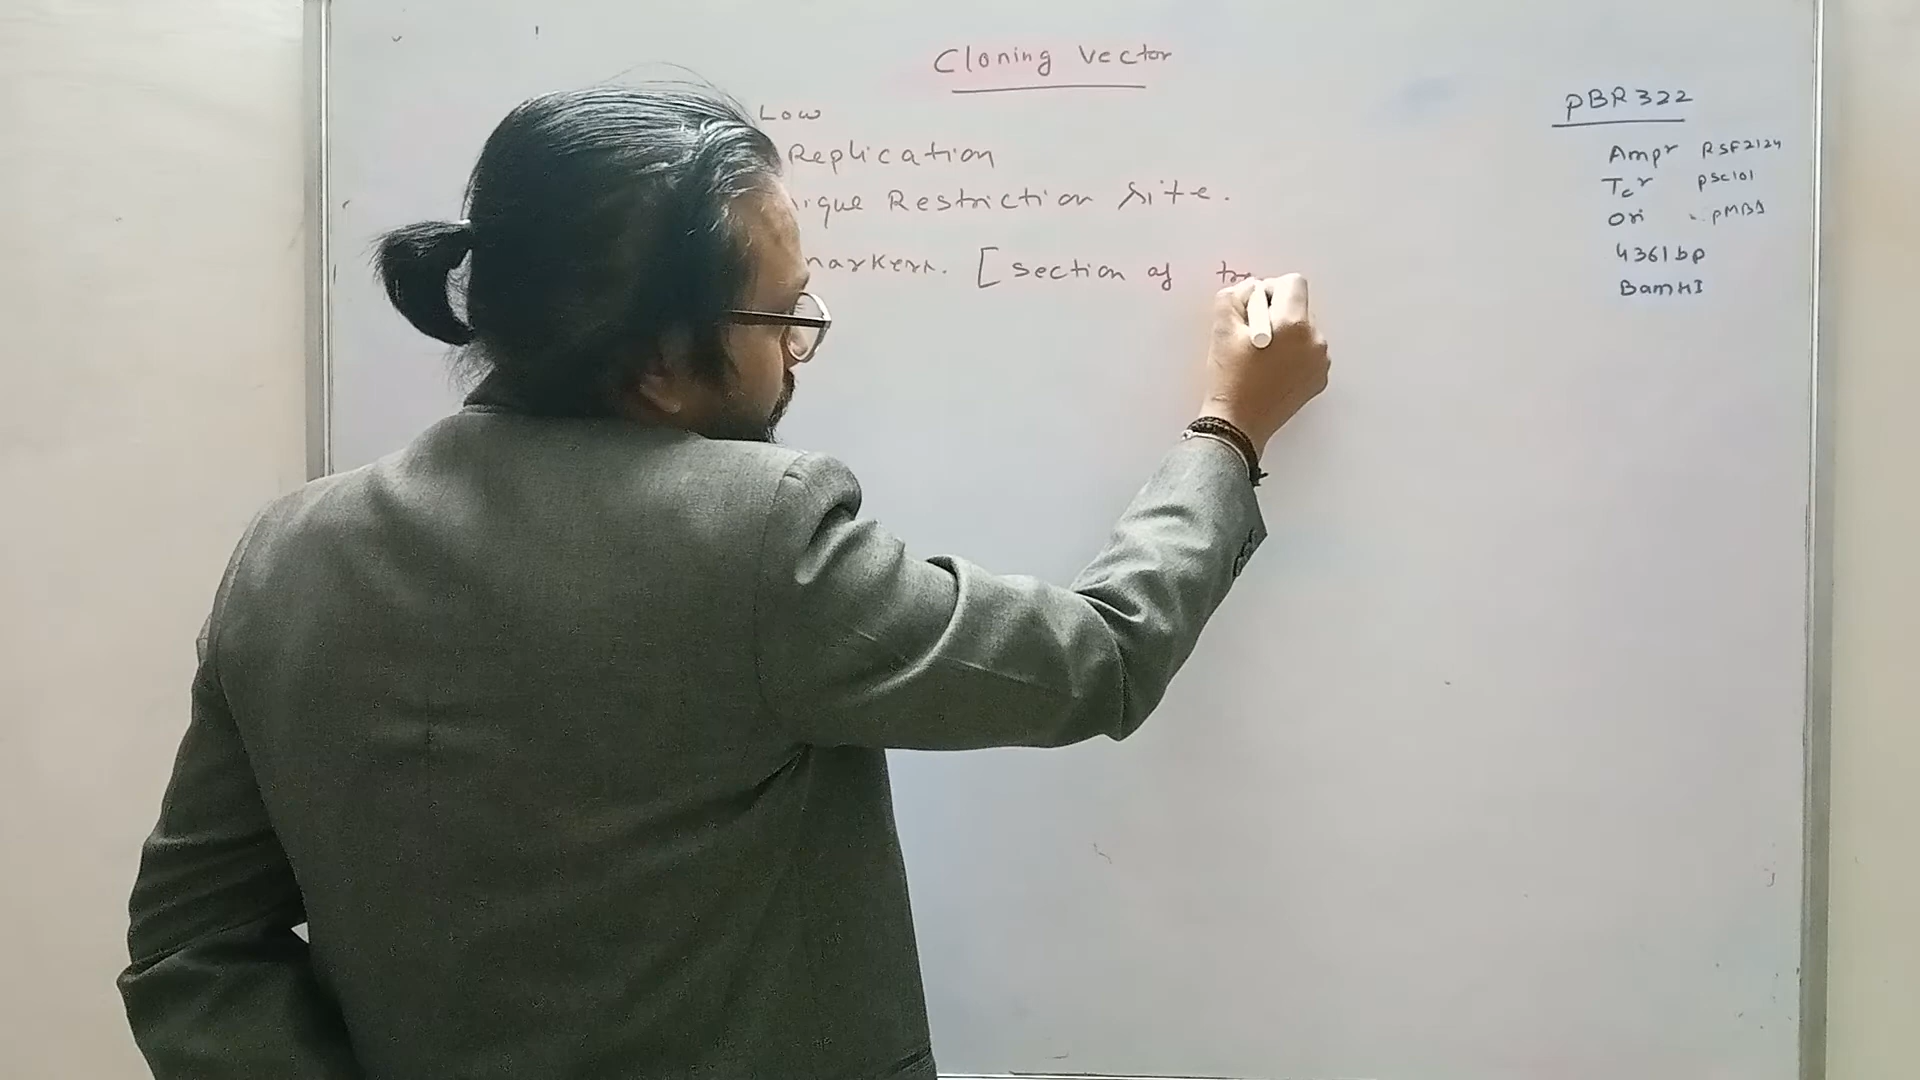 Cloning Vector
Low
Replication
ique Restriction site.
markers. [section of
PBR322
Ampr RSF2124
Tcr pSC101
Ori pMB1
4361bp
BamHI